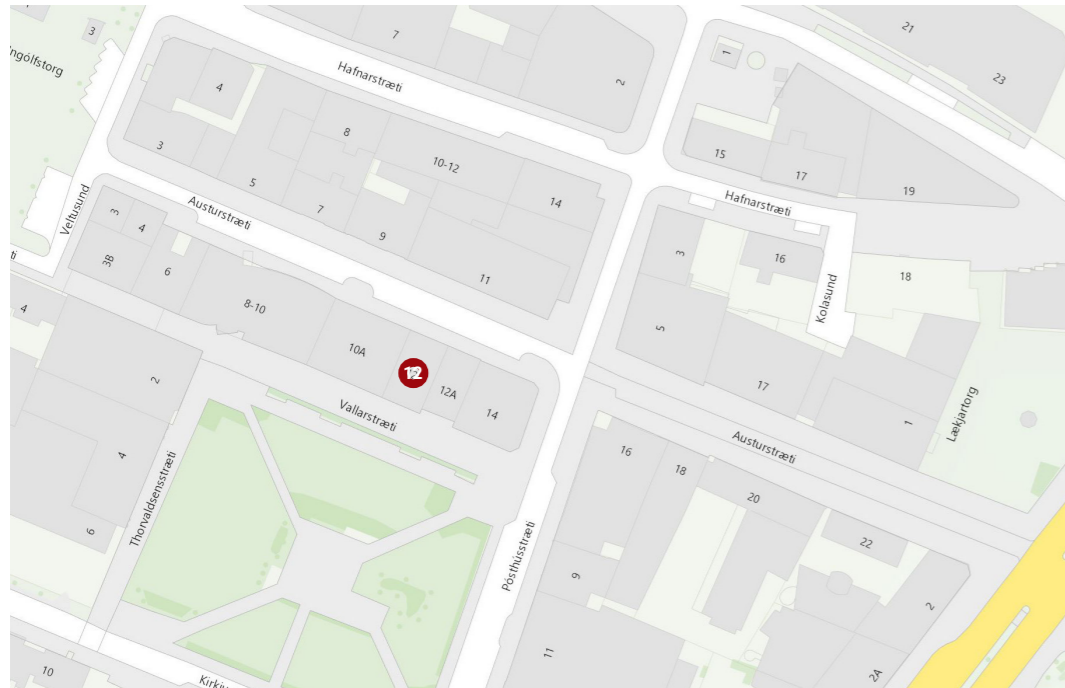 3
Ingólfstorg
7
21
23
1
2
Hafnarstræti
4
8
10-12
14
15
17
19
3
5
7
9
11
Veltusund
Austurstræti
Hafnarstræti
3
4
3B
6
8-10
3
16
18
Kolasund
5
17
1
Lækjartorg
4
2
10A
12
12A
14
Vallarstræti
Austurstræti
16
18
20
22
4
6
Thorvaldsensstræti
Pósthússtræti
9
11
2
2A
10